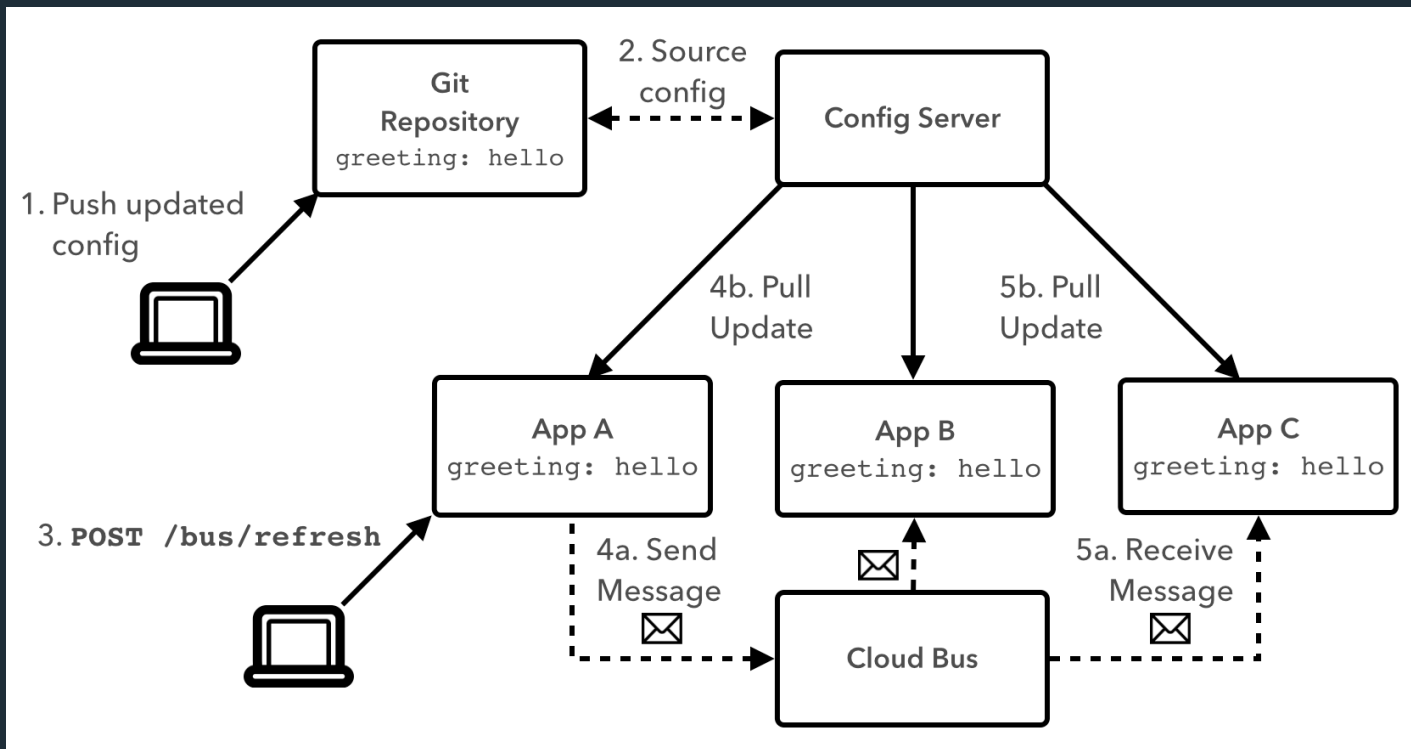 Git
Repository
greeting: hello
2. Source
config
Config Server
1. Push updated
config
4b. Pull
Update
5b. Pull
Update
App A
greeting: hello
App B
greeting: hello
App C
greeting: hello
3. POST /bus/refresh
4a. Send
Message
5a. Receive
Message
Cloud Bus